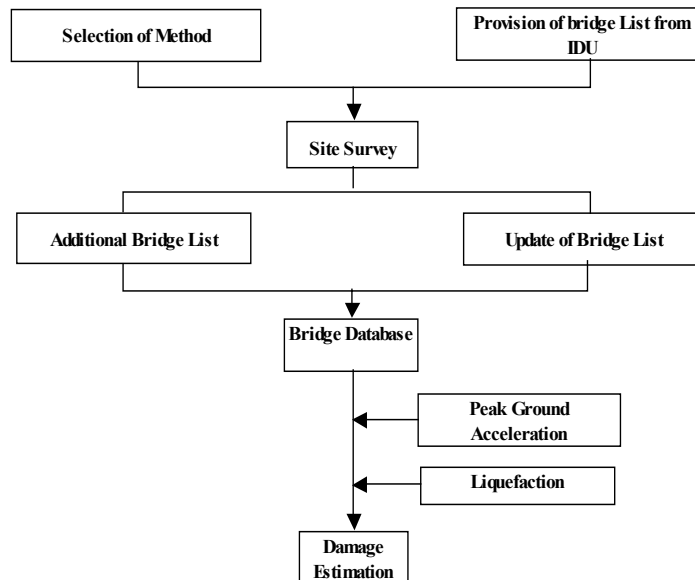 Selection of Method
Provision of bridge List from
IDU
Site Survey
Additional Bridge List
Update of Bridge List
Bridge Database
Peak Ground
Acceleration
Liquefaction
Damage
Estimation